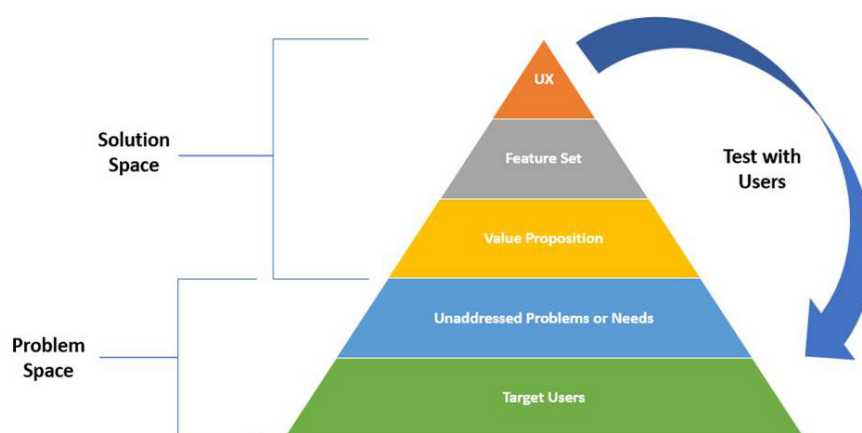 UX
Solution
Space
Feature Set
Test with
Users
Value Proposition
Unaddressed Problems or Needs
Problem
Space
Target Users